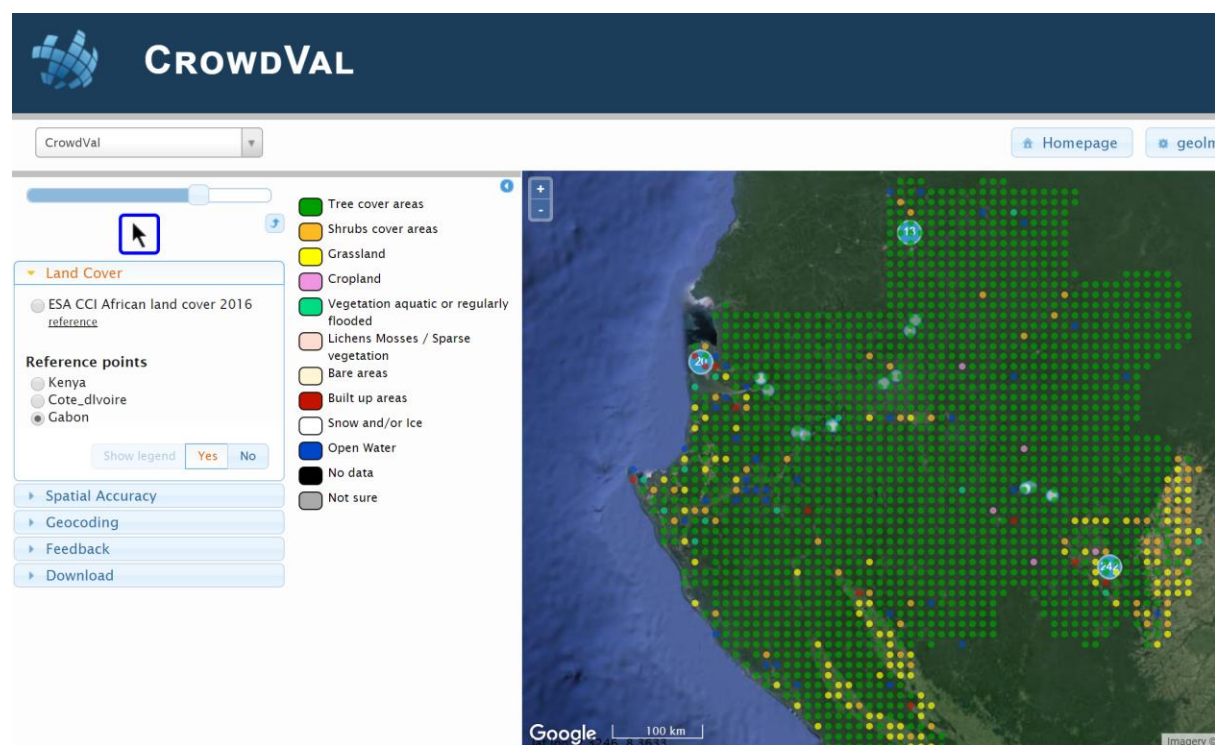 CROWDVAL
CrowdVal
Homepage
geoIm
Land Cover
ESA CCI African land cover 2016
reference
Reference points
Kenya
Cote_dIvoire
Gabon
Show legend Yes No
Spatial Accuracy
Geocoding
Feedback
Download
Tree cover areas
Shrubs cover areas
Grassland
Cropland
Vegetation aquatic or regularly
flooded
Lichens Mosses / Sparse
vegetation
Bare areas
Built up areas
Snow and/or Ice
Open Water
No data
Not sure
+
-
13
20
242
Google
100 km
Imagery ©